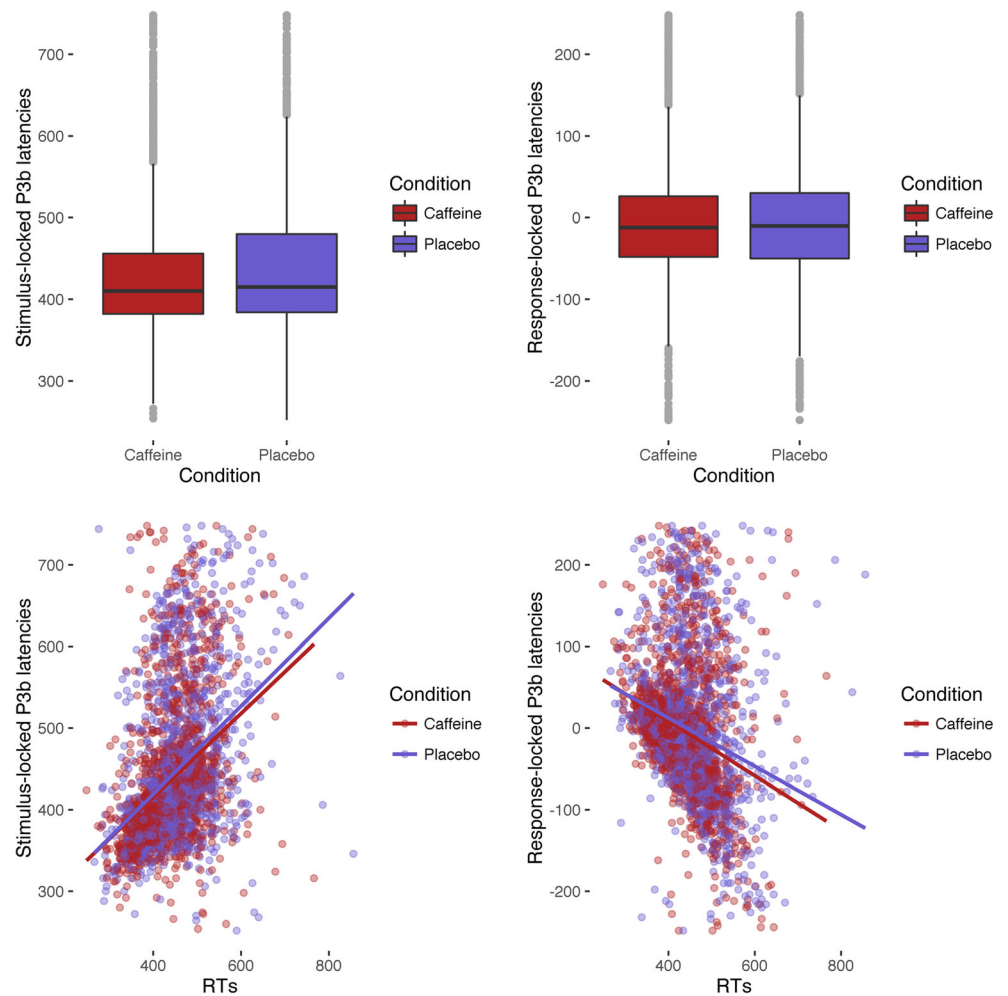 Stimulus-locked P3b latencies
700
600
500
400
300
Caffeine
Placebo
Condition
Condition
Caffeine
Placebo
Response-locked P3b latencies
200
100
0
-100
-200
Caffeine
Placebo
Condition
Condition
Caffeine
Placebo
Stimulus-locked P3b latencies
700
600
500
400
300
400
600
800
RTs
Condition
Caffeine
Placebo
Response-locked P3b latencies
200
100
0
-100
-200
400
600
800
RTs
Condition
Caffeine
Placebo